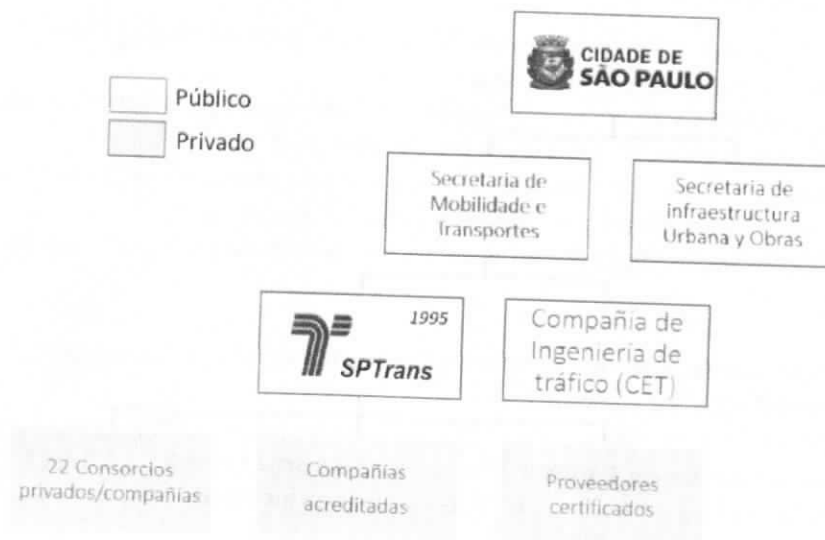 CIDADE DE
SÃO PAULO
Público
Privado
Secretaria de
Mobilidade e
Transportes
Secretaria de
infraestructura
Urbana y Obras
1995
SPTrans
Compañia de
Ingeniería de
tráfico (CET)
22 Consorcios
privados/compañías
Compañías
acreditadas
Proveedores
certificados